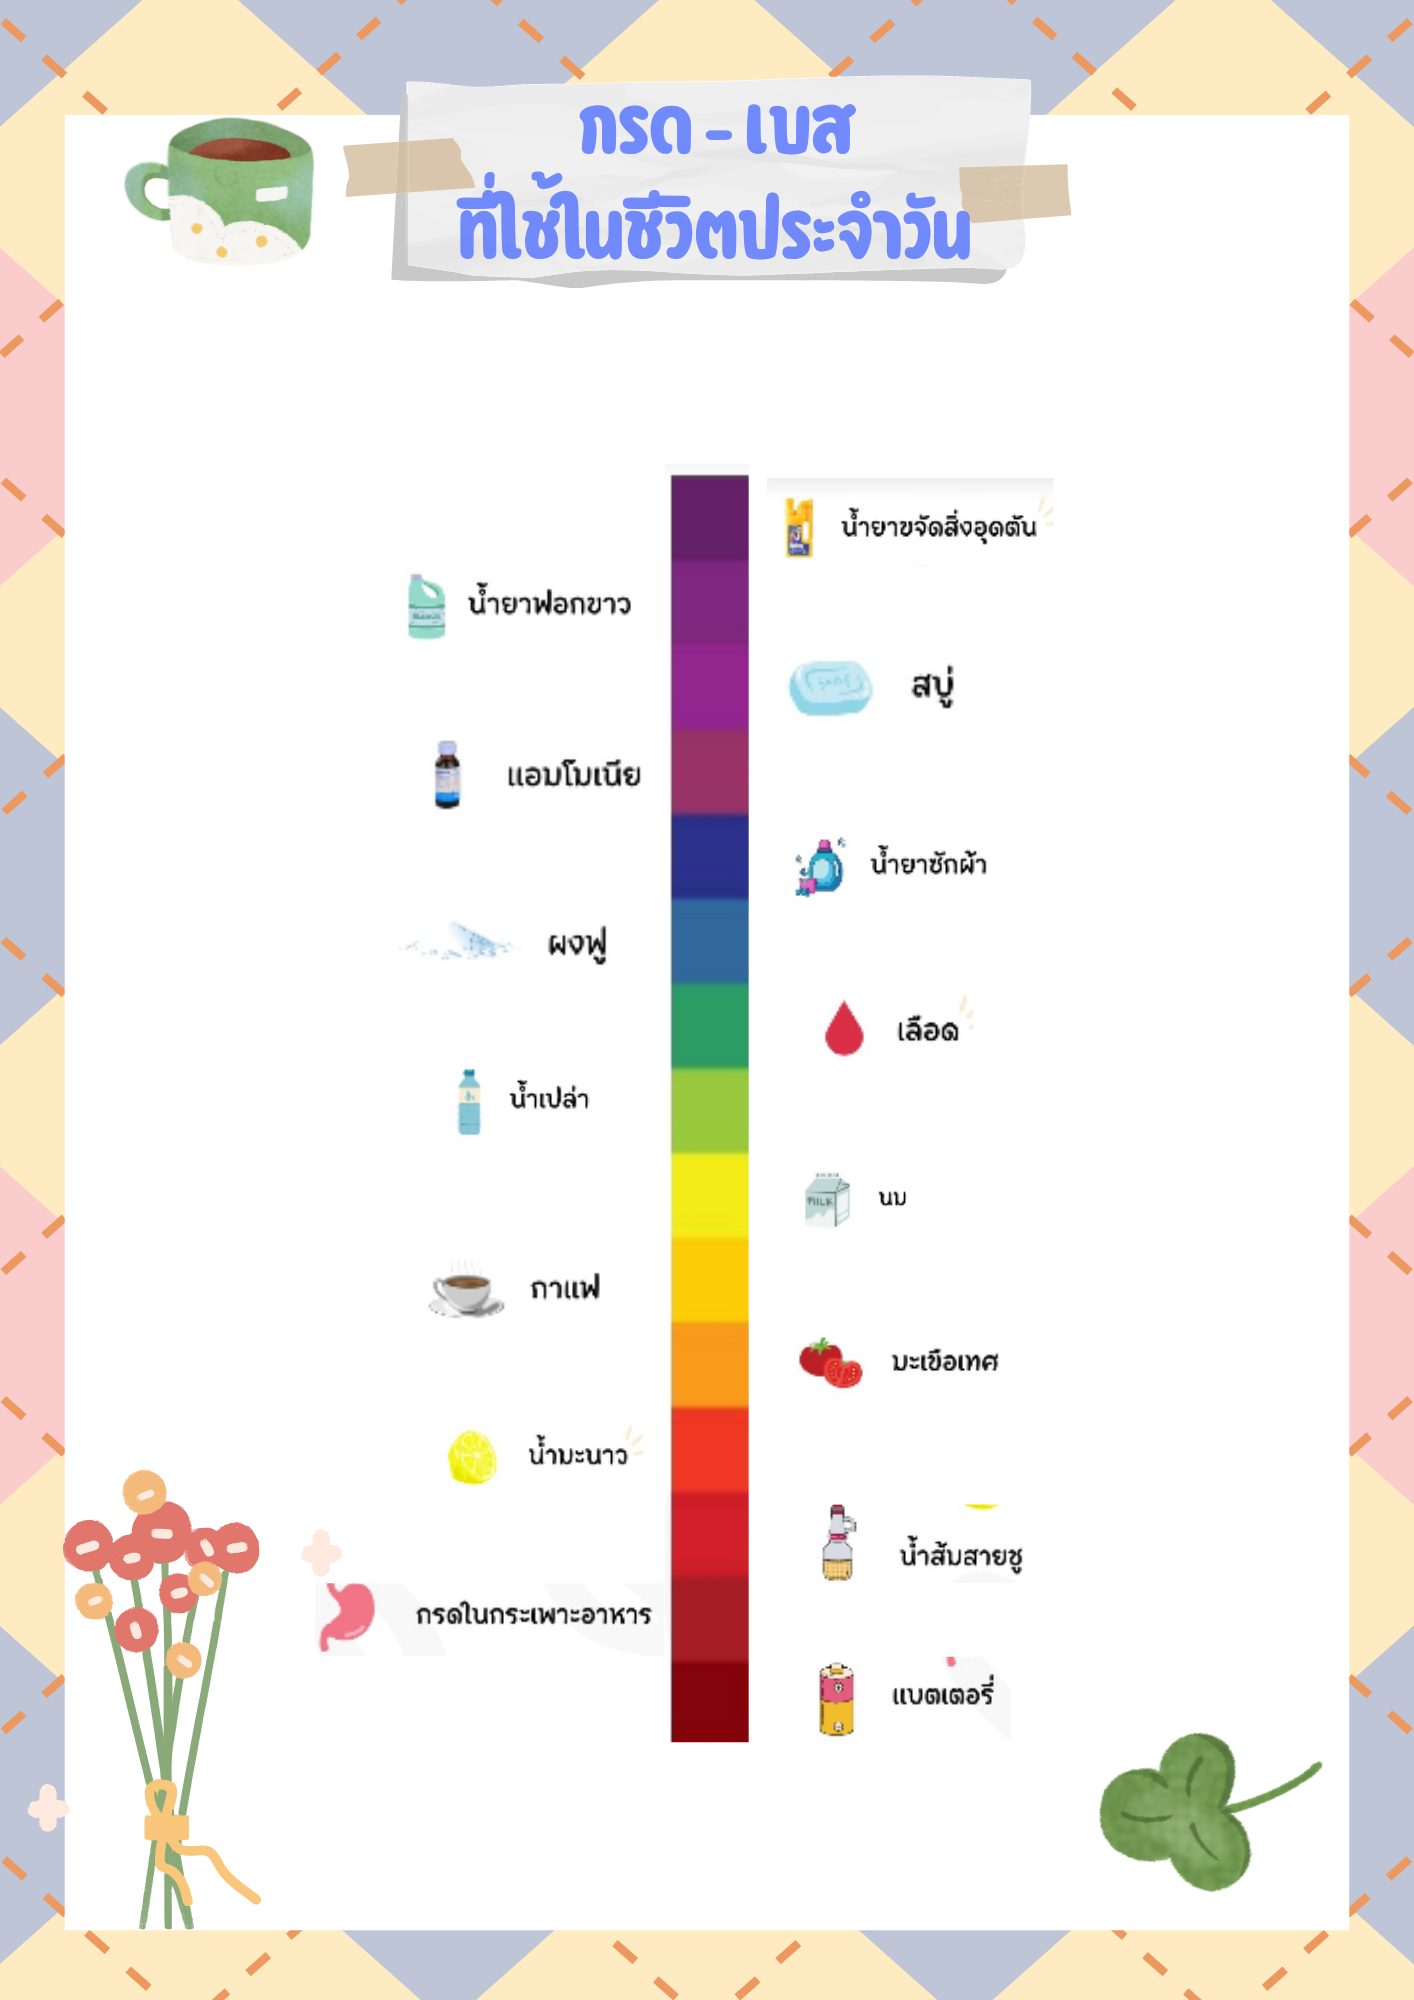 กรด - เบส
ที่ใช้ในชีวิตประจำวัน
น้ำยาขจัดสิ่งอุดตัน
น้ำยาฟอกขาว
สบู่
แอมโมเนีย
น้ำยาซักผ้า
ผงฟู
เลือด
น้ำเปล่า
MILK
นม
กาแฟ
มะเขือเทศ
น้ำมะนาว
น้ำส้มสายชู
กรดในกระเพาะอาหาร
แบตเตอรี่